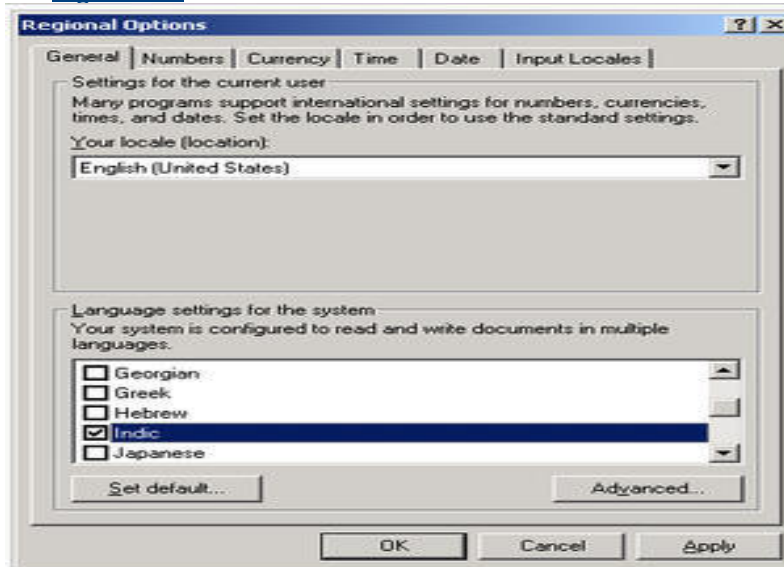 Regional Options
General Numbers Currency Time Date Input Locales
Settings for the current user
Many programs support international settings for numbers, currencies,
times, and dates. Set the locale in order to use the standard settings.
Your locale (location):
English (United States)
Language settings for the system
Your system is configured to read and write documents in multiple
languages.
Georgian
Greek
Hebrew
Indic
Japanese
Set default... Advanced...
OK Cancel Apply